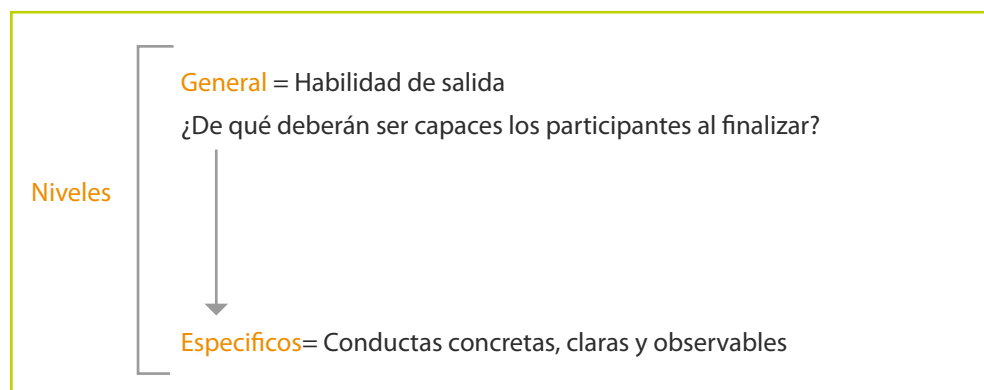 General = Habilidad de salida
¿De qué deberán ser capaces los participantes al finalizar?
Niveles
Especificos= Conductas concretas, claras y observables